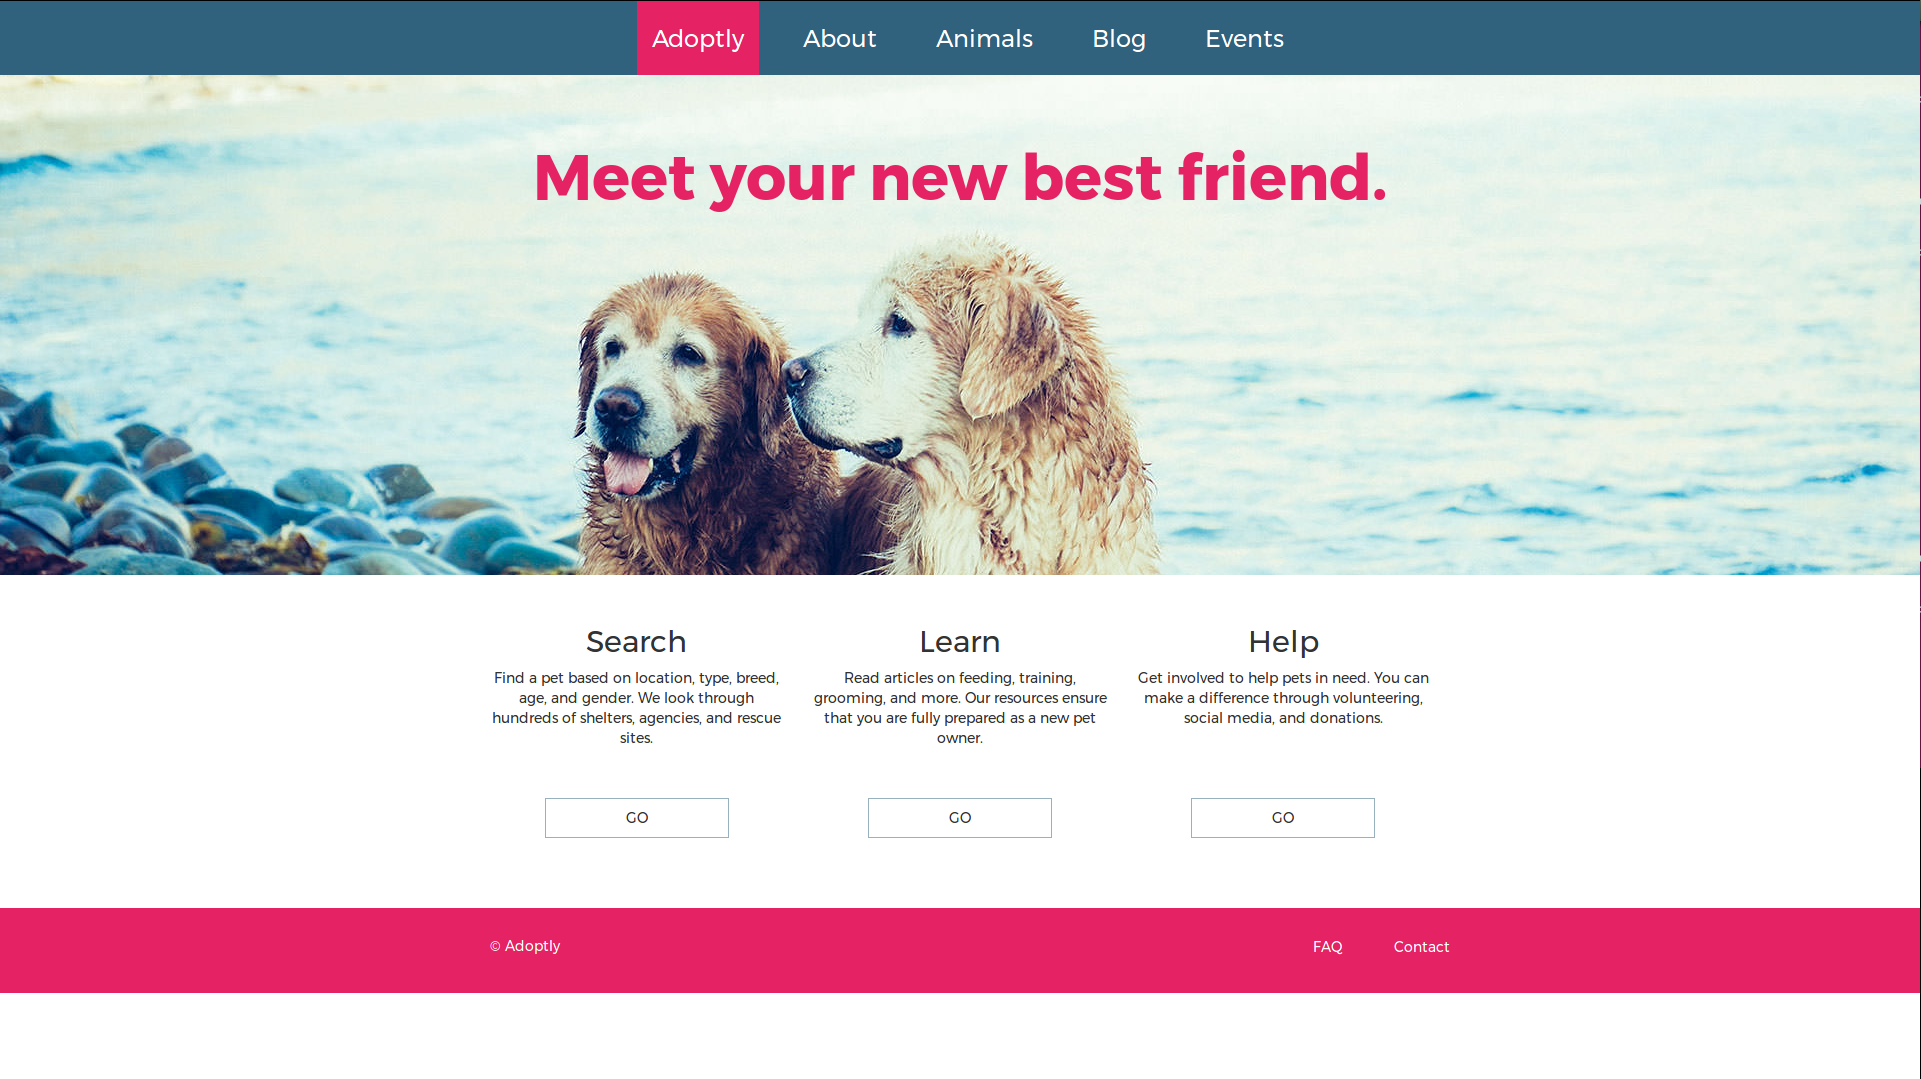 Adoptly About Animals Blog Events
Meet your new best friend.
Search
Find a pet based on location, type, breed,
age, and gender. We look through
hundreds of shelters, agencies, and rescue
sites.
GO
Learn
Read articles on feeding, training,
grooming, and more. Our resources ensure
that you are fully prepared as a new pet
owner.
GO
Help
Get involved to help pets in need. You can
make a difference through volunteering,
social media, and donations.
GO
© Adoptly FAQ Contact